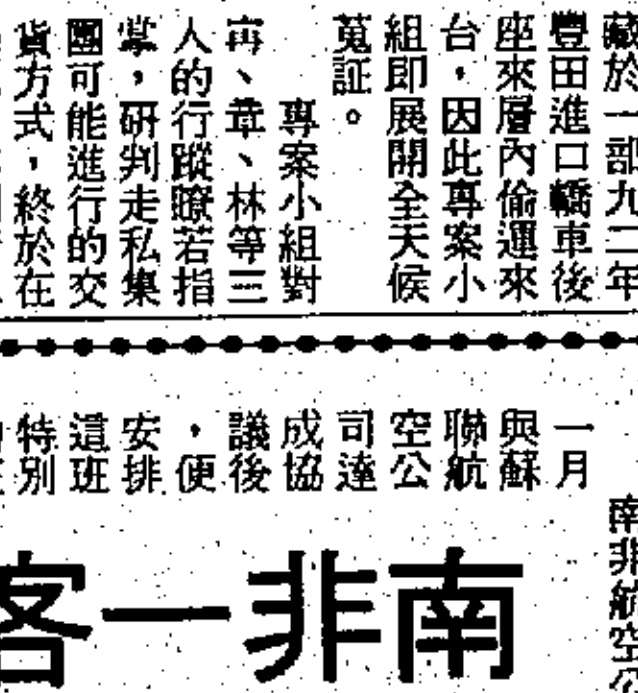 藏於一部九二年
豐田進口轎車後
座來層內偷運來
台，因此專案小
組即展開全天候
蒐証。
專案小組對
冉、章、林等三
人的行蹤瞭若指
掌，研判走私集
團可能進行的交
貨方式，終於在
南非航空公
一月
與蘇
聯航
空公
司達
成協
議後
，便
安排
這班
特別
南非一客